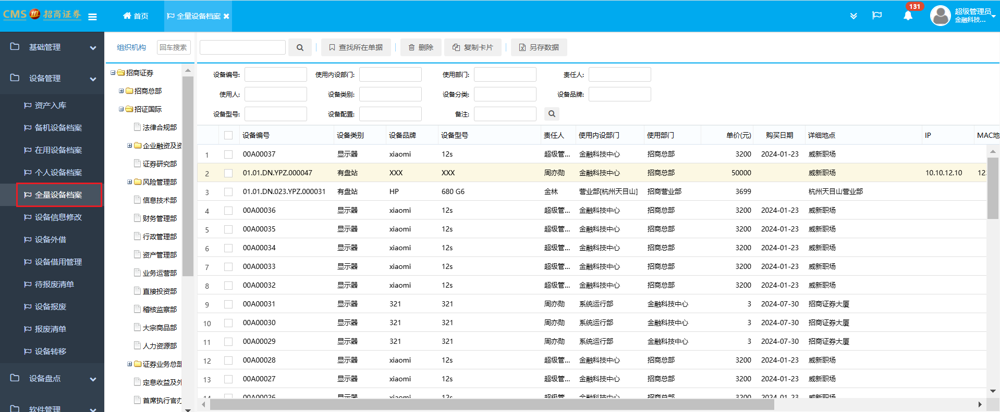 CMS 招商证券
首页
全量设备档案
131
超级管理员
金融科技...
基础管理
设备管理
资产入库
备机设备档案
在用设备档案
个人设备档案
全量设备档案
设备信息修改
设备外借
设备借用管理
待报废清单
设备报废
报废清单
设备转移
设备盘点
软件管理
组织机构 回车搜索
招商证券
招商总部
招证国际
法律合规部
企业融资及资
证券研究部
风险管理部
信息技术部
财务管理部
行政管理部
资产管理部
业务运营部
直接投资部
稽核监察部
大宗商品部
人力资源部
证券业务总部
定息收益及外
首席执行官办
查找所在单据 删除 复制卡片 另存数据
设备编号: 使用内设部门: 使用部门: 责任人:
使用人: 设备类别: 设备分类: 设备品牌:
设备型号: 设备配置: 备注:
设备编号 设备类别 设备品牌 设备型号 责任人 使用内设部门 使用部门 单价(元) 购买日期 详细地点 IP MAC地
1 00A00037 显示器 xiaomi 12s 超级管... 金融科技中心 招商总部 3200 2024-01-23 威新职场
2 01.01.DN.YPZ.000047 有盘站 XXX XXX 周亦勋 金融科技中心 招商总部 50000 威新职场 10.10.12.10 12
3 01.01.DN.023.YPZ.000031 有盘站 HP 680 G6 金林 营业部[杭州天目山] 招商营业部 3699 杭州天目山营业部
4 00A00036 显示器 xiaomi 12s 超级管... 金融科技中心 招商总部 3200 2024-01-23 威新职场
5 00A00035 显示器 xiaomi 12s 超级管... 金融科技中心 招商总部 3200 2024-01-23 威新职场
6 00A00034 显示器 xiaomi 12s 超级管... 金融科技中心 招商总部 3200 2024-01-23 威新职场
7 00A00033 显示器 xiaomi 12s 超级管... 金融科技中心 招商总部 3200 2024-01-23 威新职场
8 00A00032 显示器 xiaomi 12s 超级管... 金融科技中心 招商总部 3200 2024-01-23 威新职场
9 00A00031 显示器 321 321 周亦勋 系统运行部 金融科技中心 3 2024-07-30 招商证券大厦
10 00A00030 显示器 321 321 周亦勋 系统运行部 金融科技中心 3 2024-07-30 招商证券大厦
11 00A00029 显示器 321 321 周亦勋 系统运行部 金融科技中心 3 2024-07-30 招商证券大厦
12 00A00028 显示器 xiaomi 12s 超级管... 金融科技中心 招商总部 3200 2024-01-23 威新职场
13 00A00027 显示器 xiaomi 12s 超级管... 金融科技中心 招商总部 3200 2024-01-23 威新职场
14 00A00026 显示器 xiaomi 12s 超级管... 金融科技中心 招商总部 3200 2024-01-23 威新职场